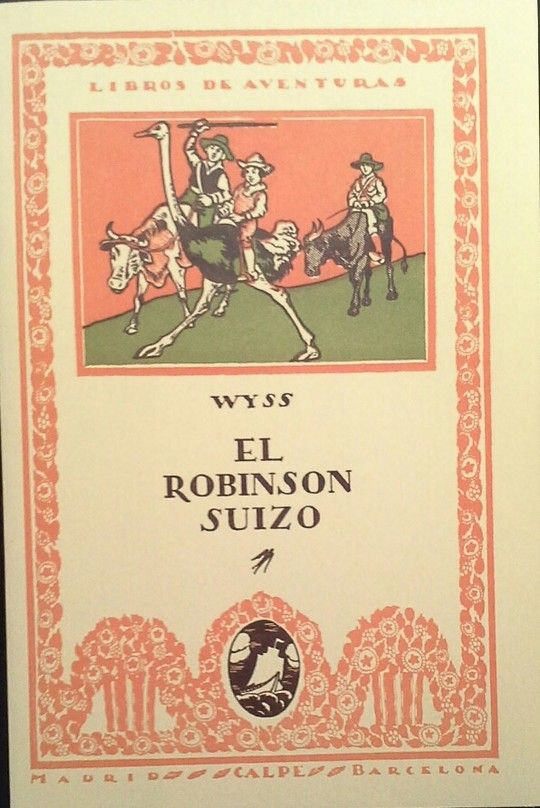 LIBROS DE AVENTURAS
WYSS
EL
ROBINSON
SUIZO
MADRID CALPE BARCELONA